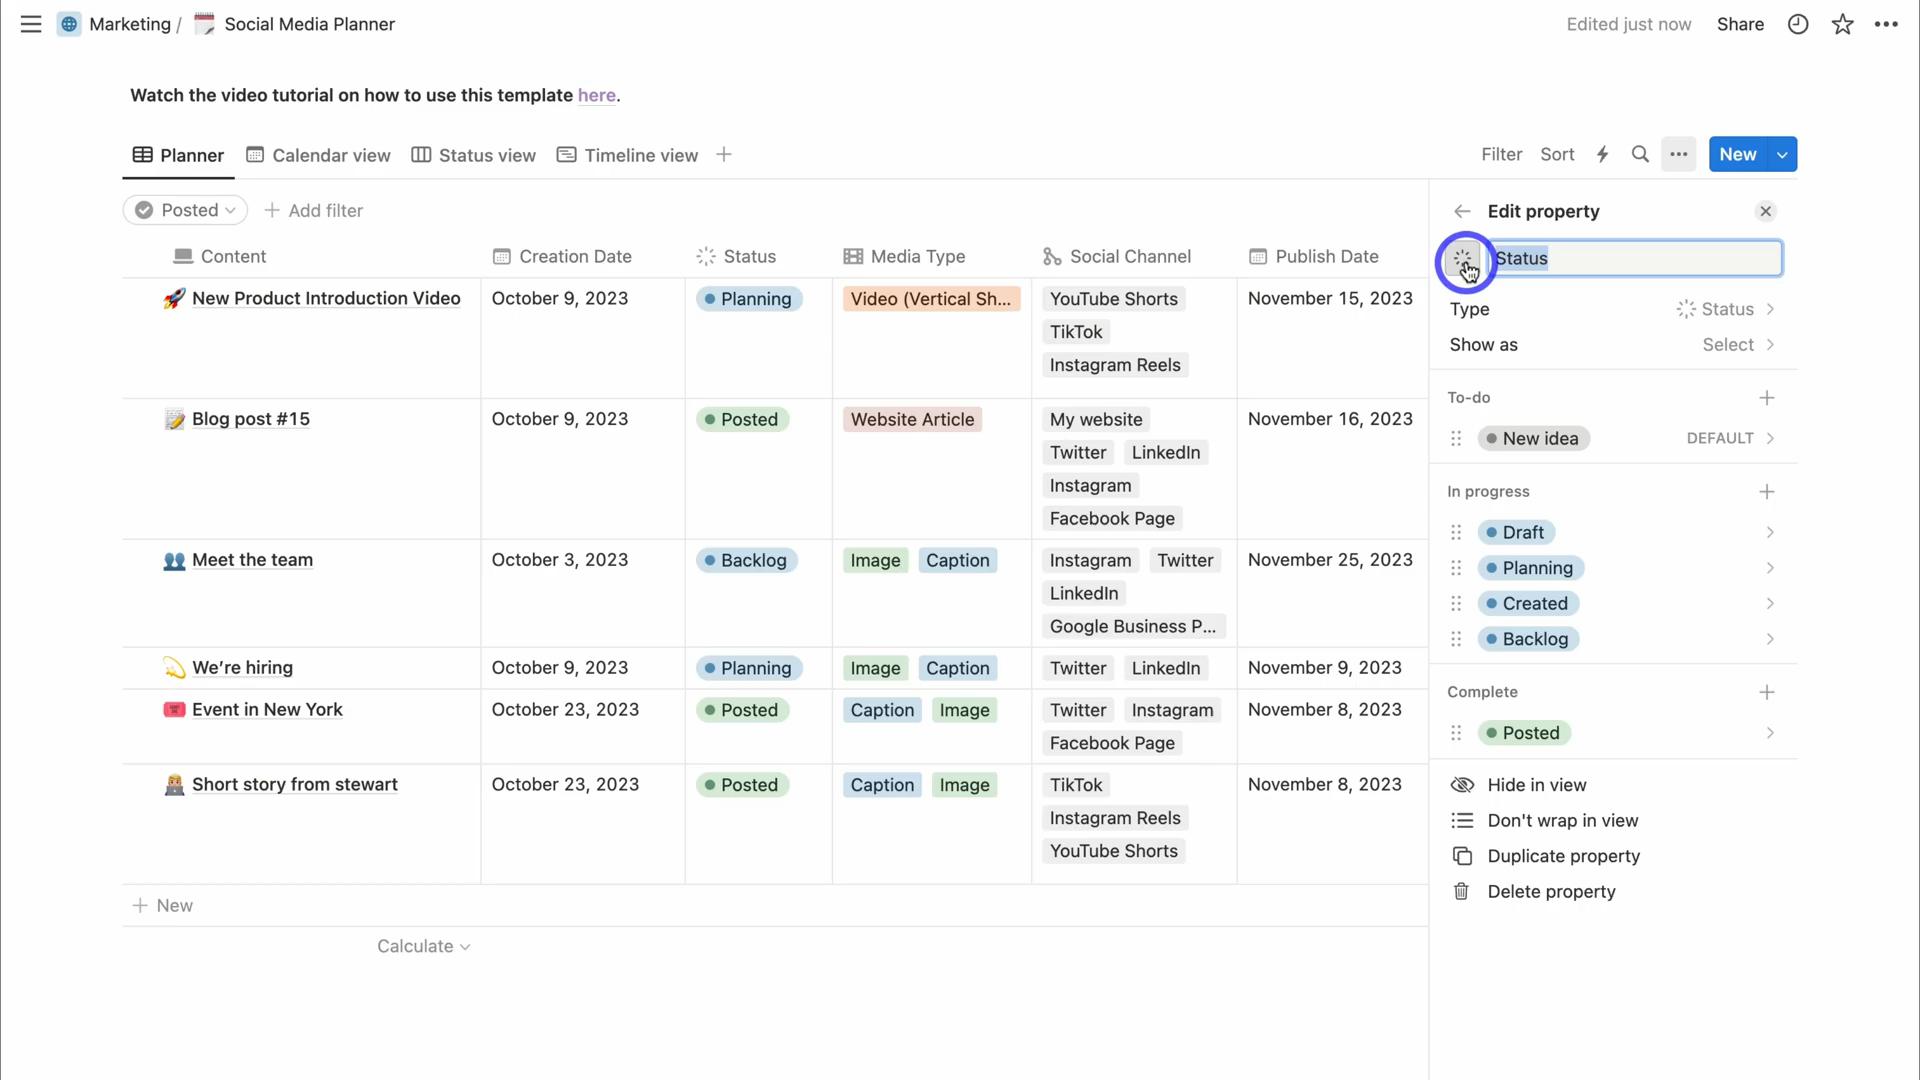 Marketing / Social Media Planner Edited just now Share
Watch the video tutorial on how to use this template here.
Planner Calendar view Status view Timeline view Filter Sort New
Posted Add filter
Content Creation Date Status Media Type Social Channel Publish Date
New Product Introduction Video October 9, 2023 Planning Video (Vertical Sh... YouTube Shorts November 15, 2023
TikTok
Instagram Reels
Blog post #15 October 9, 2023 Posted Website Article My website November 16, 2023
Twitter LinkedIn
Instagram
Facebook Page
Meet the team October 3, 2023 Backlog Image Caption Instagram Twitter November 25, 2023
LinkedIn
Google Business P...
We're hiring October 9, 2023 Planning Image Caption Twitter LinkedIn November 9, 2023
Event in New York October 23, 2023 Posted Caption Image Twitter Instagram November 8, 2023
Facebook Page
Short story from stewart October 23, 2023 Posted Caption Image TikTok November 8, 2023
Instagram Reels
YouTube Shorts
New
Calculate
Edit property
Status
Type Status
Show as Select
To-do
New idea DEFAULT
In progress
Draft
Planning
Created
Backlog
Complete
Posted
Hide in view
Don't wrap in view
Duplicate property
Delete property